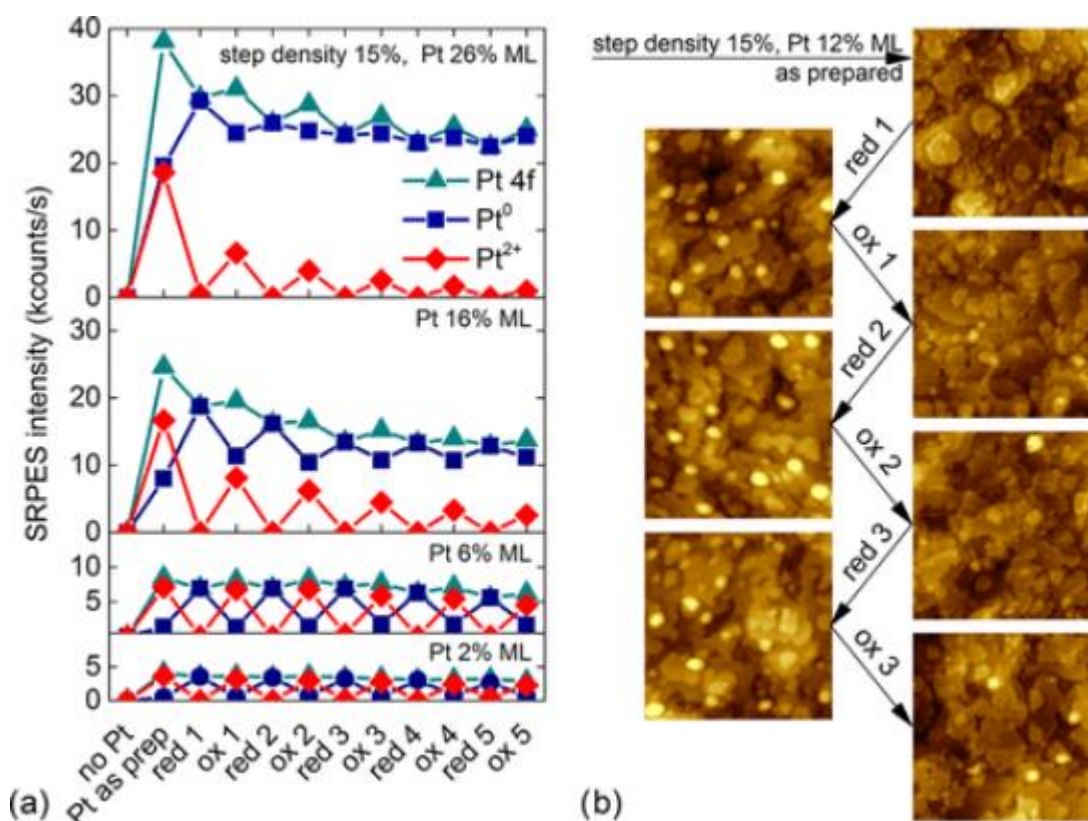 40
step density 15%, Pt 26% ML
30
20
Pt 4f
Pt⁰
Pt²⁺
10
0
Pt 16% ML
30
20
10
0
Pt 6% ML
10
5
Pt 2% ML
5
0
SRPES intensity (kcounts/s)
no Pt
Pt as prep
red 1
ox 1
red 2
ox 2
red 3
ox 3
red 4
ox 4
red 5
ox 5
(a)
step density 15%, Pt 12% ML
as prepared
red 1
ox 1
red 2
ox 2
red 3
ox 3
(b)